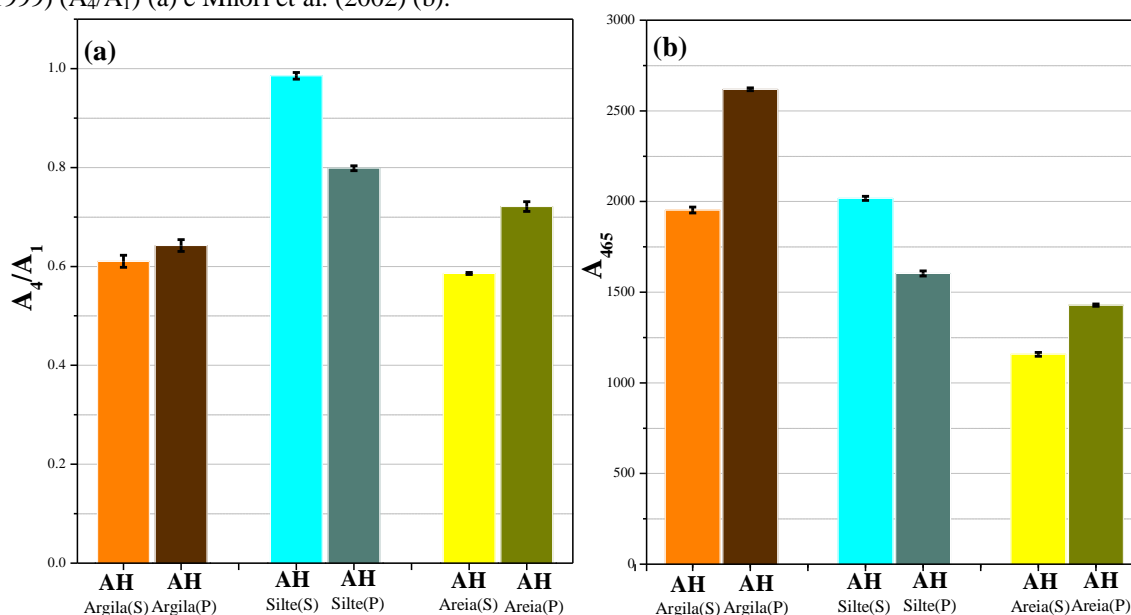 1999) (A4/A1) (a) e Milori et al. (2002) (b).
(a)
1.0
0.8
0.6
0.4
0.2
0.0
A4/A1
AH AH AH AH AH AH
Argila(S) Argila(P) Silte(S) Silte(P) Areia(S) Areia(P)
(b)
3000
2500
2000
1500
1000
500
0
A465
AH AH AH AH AH AH
Argila(S) Argila(P) Silte(S) Silte(P) Areia(S) Areia(P)